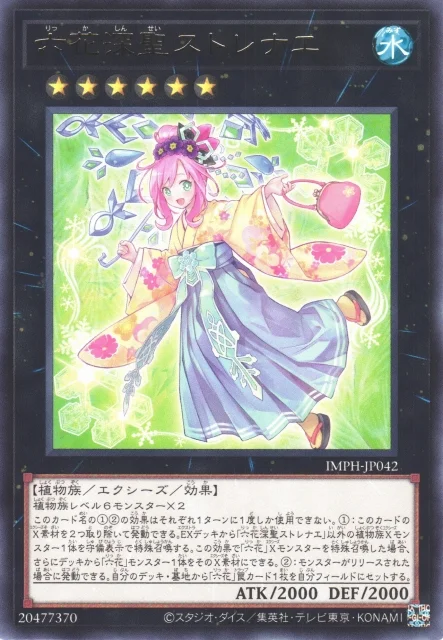 六花深聖ストレナエ
水
IMPH-JP042
【植物族／エクシーズ／効果】
植物族レベル６モンスター×２
このカード名の①②の効果はそれぞれ１ターンに１度しか使用できない。①：このカードの
X素材を２つ取り除いて発動できる。EXデッキから「六花深聖ストレナエ」以外の植物族Xモン
スター１体を守備表示で特殊召喚する。この効果で「六花」Xモンスターを特殊召喚した場合、
さらにデッキから「六花」モンスター１体をそのX素材にできる。②：モンスターがリリースされた
場合に発動できる。自分のデッキ・墓地から「六花」罠カード１枚を自分フィールドにセットする。
ATK/2000 DEF/2000
20477370
©スタジオ・ダイス／集英社・テレビ東京・KONAMI